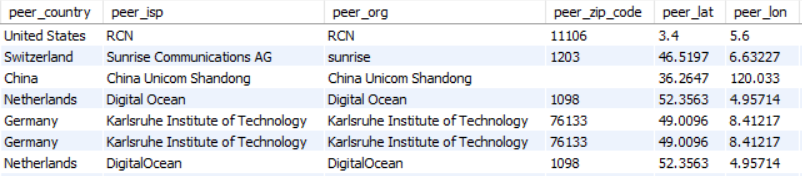 peer_country peer_isp peer_org peer_zip_code peer_lat peer_lon
United States RCN RCN 11106 3.4 5.6
Switzerland Sunrise Communications AG sunrise 1203 46.5197 6.63227
China China Unicom Shandong China Unicom Shandong 36.2647 120.033
Netherlands Digital Ocean Digital Ocean 1098 52.3563 4.95714
Germany Karlsruhe Institute of Technology Karlsruhe Institute of Technology 76133 49.0096 8.41217
Germany Karlsruhe Institute of Technology Karlsruhe Institute of Technology 76133 49.0096 8.41217
Netherlands DigitalOcean DigitalOcean 1098 52.3563 4.95714